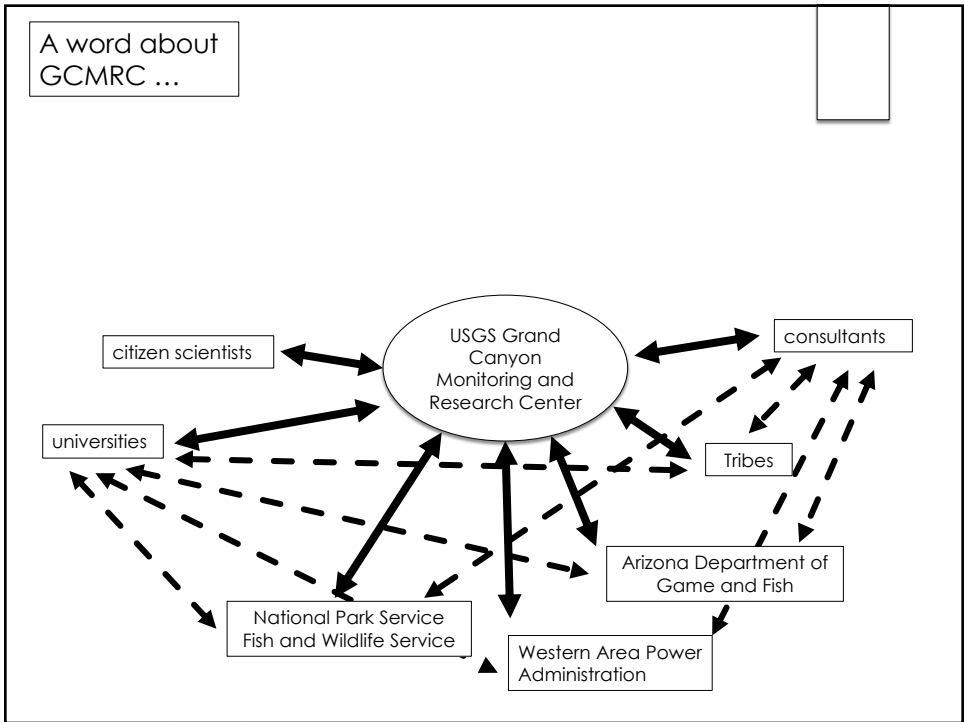 A word about
GCMRC …
USGS Grand
Canyon
Monitoring and
Research Center
citizen scientists
consultants
universities
Tribes
Arizona Department of
Game and Fish
National Park Service
Fish and Wildlife Service
Western Area Power
Administration